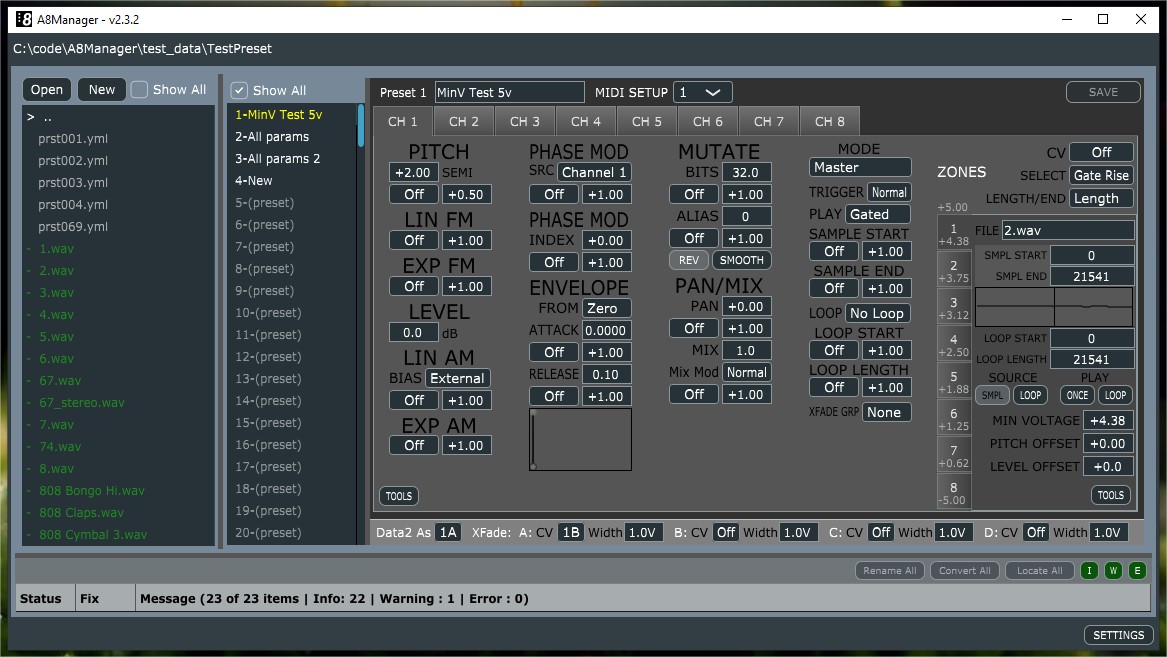 A8Manager - v2.3.2
C:\code\A8Manager\test_data\TestPreset
Open New Show All
> ..
prst001.yml
prst002.yml
prst003.yml
prst004.yml
prst069.yml
- 1.wav
- 2.wav
- 3.wav
- 4.wav
- 5.wav
- 6.wav
- 67.wav
- 67_stereo.wav
- 7.wav
- 74.wav
- 8.wav
- 808 Bongo Hi.wav
- 808 Claps.wav
- 808 Cymbal 3.wav
Show All
1-MinV Test 5v
2-All params
3-All params 2
4-New
5-(preset)
6-(preset)
7-(preset)
8-(preset)
9-(preset)
10-(preset)
11-(preset)
12-(preset)
13-(preset)
14-(preset)
15-(preset)
16-(preset)
17-(preset)
18-(preset)
19-(preset)
20-(preset)
Preset 1 MinV Test 5v MIDI SETUP 1 SAVE
CH 1 CH 2 CH 3 CH 4 CH 5 CH 6 CH 7 CH 8
PITCH
+2.00 SEMI
Off +0.50
LIN FM
Off +1.00
EXP FM
Off +1.00
LEVEL
0.0 dB
LIN AM
BIAS External
Off +1.00
EXP AM
Off +1.00
TOOLS
PHASE MOD
SRC Channel 1
Off +1.00
PHASE MOD
INDEX +0.00
Off +1.00
ENVELOPE
FROM Zero
ATTACK 0.0000
Off +1.00
RELEASE 0.10
Off +1.00
MUTATE
BITS 32.0
Off +1.00
ALIAS 0
Off +1.00
REV SMOOTH
PAN/MIX
PAN +0.00
Off +1.00
MIX 1.0
Mix Mod Normal
Off +1.00
MODE
Master
TRIGGER Normal
PLAY Gated
SAMPLE START
Off +1.00
SAMPLE END
Off +1.00
LOOP No Loop
LOOP START
Off +1.00
LOOP LENGTH
Off +1.00
XFADE GRP None
ZONES
+5.00
1
+4.38
2
+3.75
3
+3.12
4
+2.50
5
+1.88
6
+1.25
7
+0.62
8
-5.00
CV Off
SELECT Gate Rise
LENGTH/END Length
FILE 2.wav
SMPL START 0
SMPL END 21541
LOOP START 0
LOOP LENGTH 21541
SOURCE PLAY
SMPL LOOP ONCE LOOP
MIN VOLTAGE +4.38
PITCH OFFSET +0.00
LEVEL OFFSET +0.0
TOOLS
Data2 As 1A XFade: A: CV 1B Width 1.0V B: CV Off Width 1.0V C: CV Off Width 1.0V D: CV Off Width 1.0V
Rename All Convert All Locate All I W E
Status Fix Message (23 of 23 items | Info: 22 | Warning : 1 | Error : 0)
SETTINGS